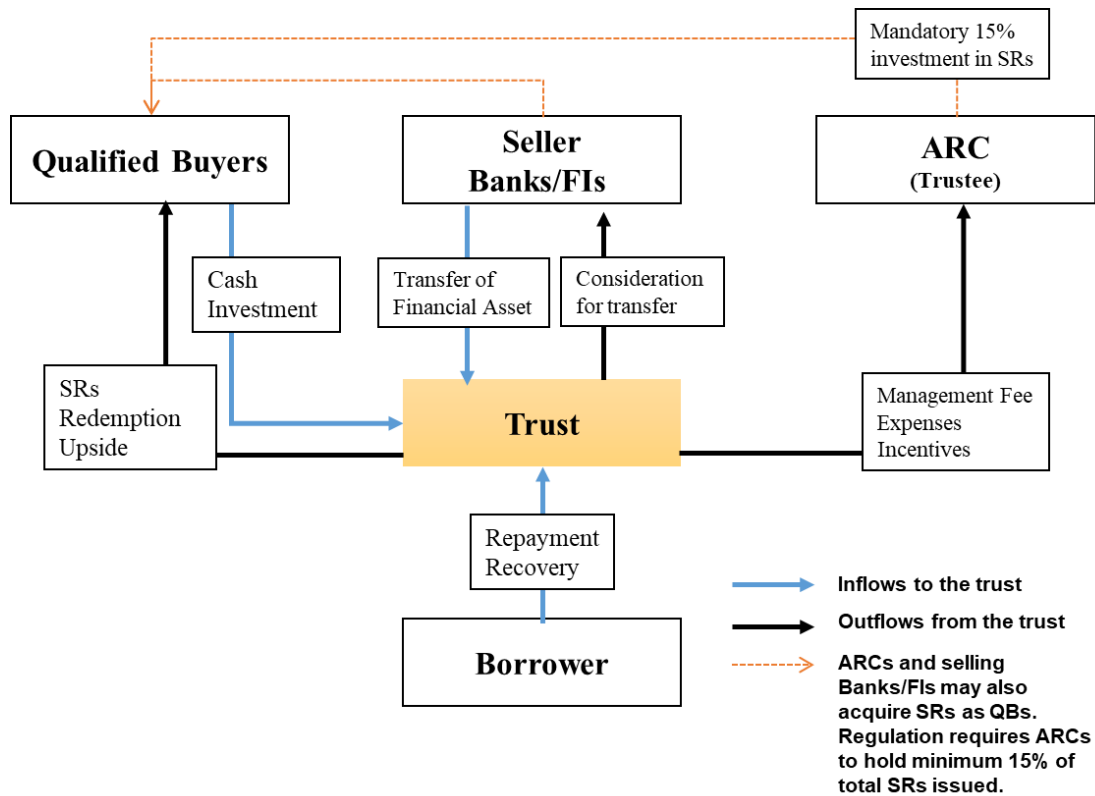 Mandatory 15%
investment in SRs
Qualified Buyers
Seller
Banks/FIs
ARC
(Trustee)
Cash
Investment
Transfer of
Financial Asset
Consideration
for transfer
SRs
Redemption
Upside
Trust
Management Fee
Expenses
Incentives
Repayment
Recovery
Borrower
Inflows to the trust
Outflows from the trust
ARCs and selling
Banks/FIs may also
acquire SRs as QBs.
Regulation requires ARCs
to hold minimum 15% of
total SRs issued.